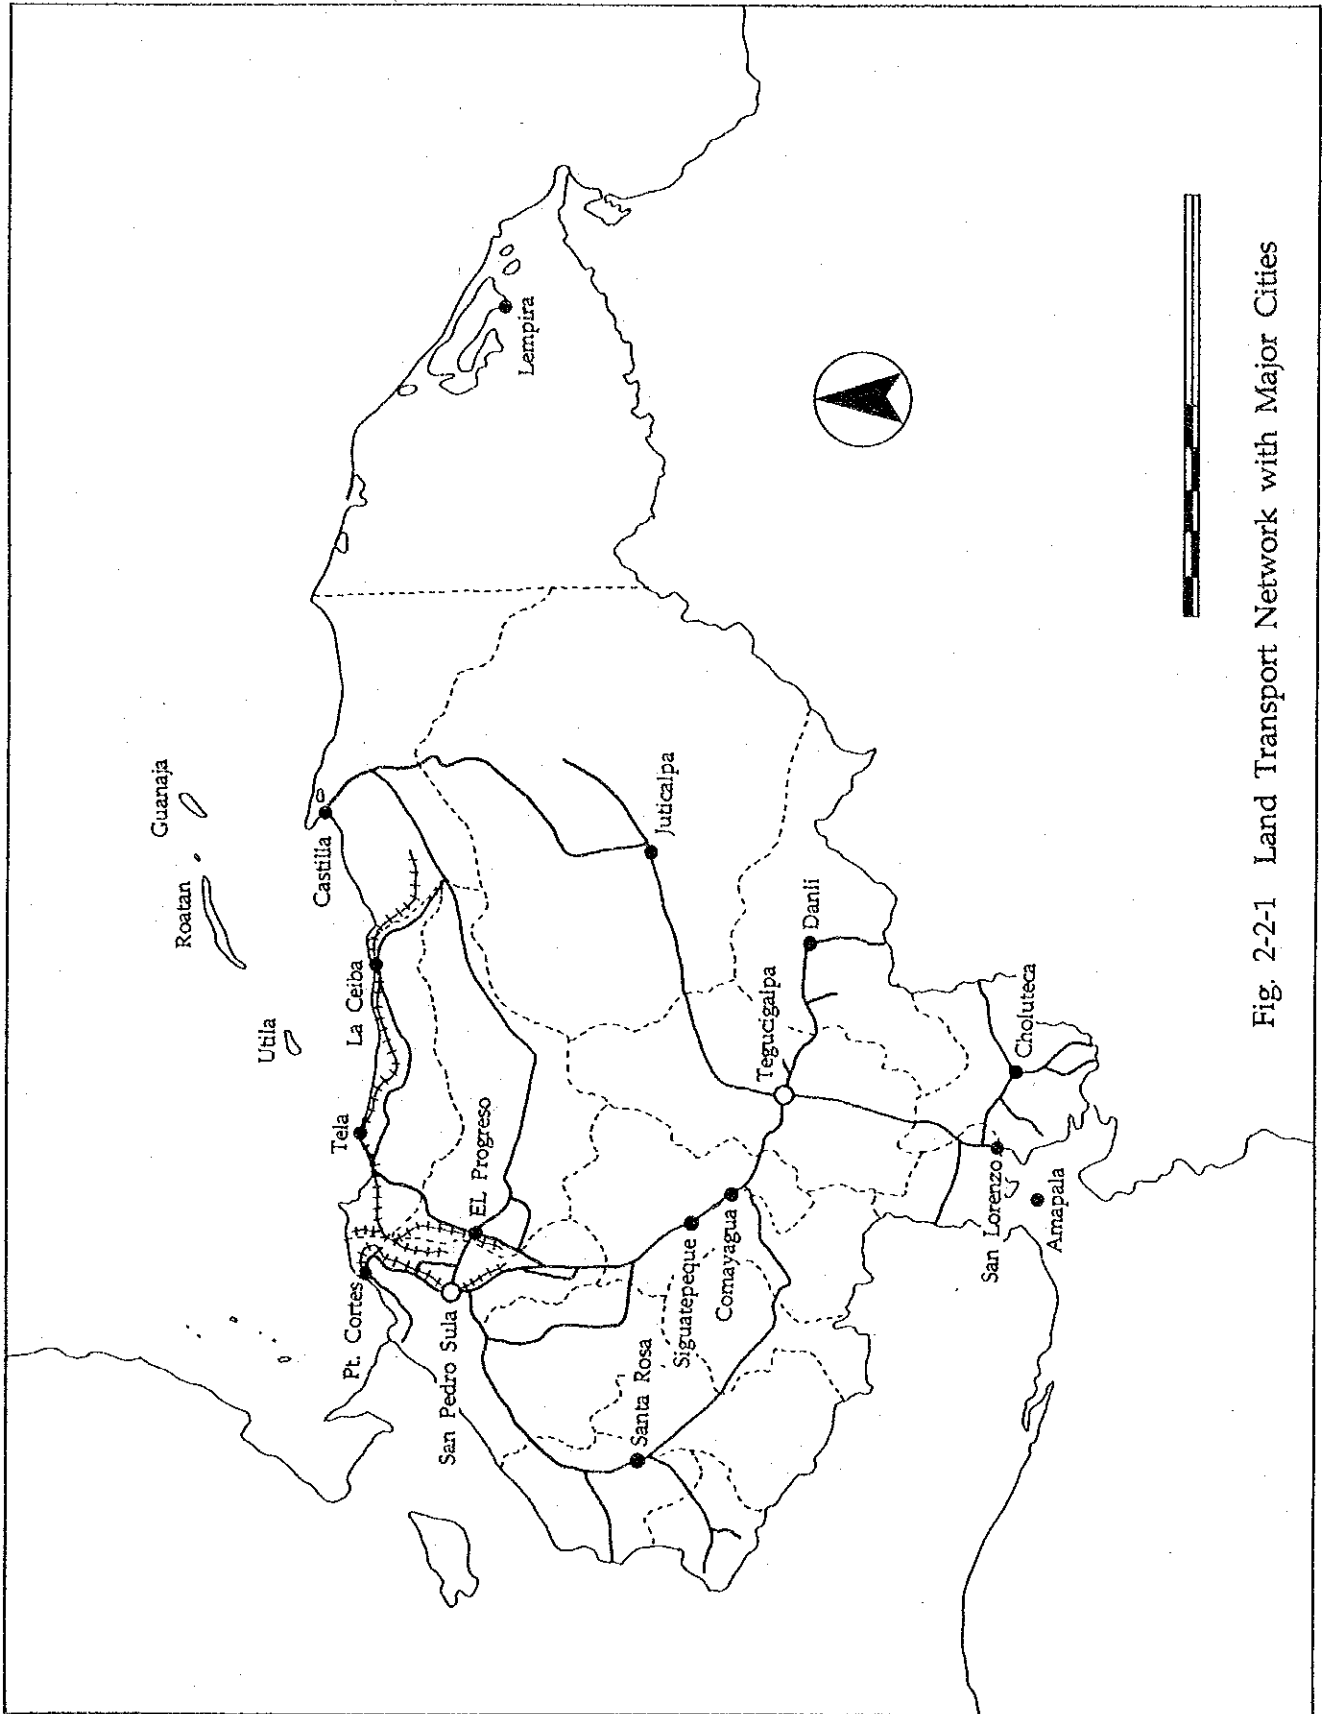 Guanaja
Roatan
Utila
Castilla
La Ceiba
Tela
Pt. Cortes
EL Progreso
San Pedro Sula
Lempira
Juticalpa
Santa Rosa
Siguatepeque
Comayagua
Tegucigalpa
Danli
San Lorenzo
Choluteca
Amapala
Fig. 2-2-1 Land Transport Network with Major Cities